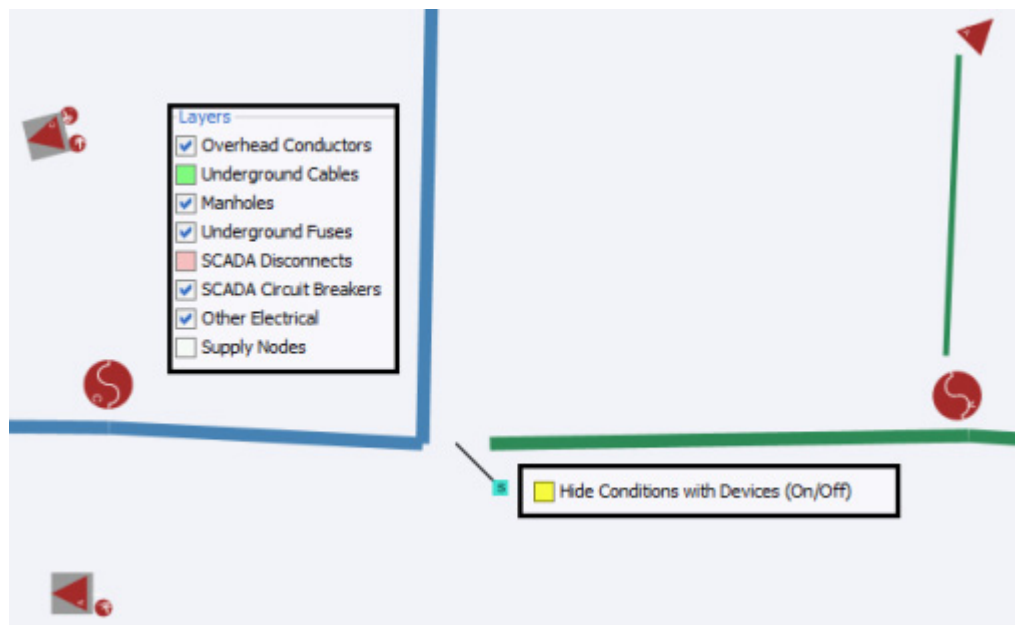 Layers
Overhead Conductors
Underground Cables
Manholes
Underground Fuses
SCADA Disconnects
SCADA Circuit Breakers
Other Electrical
Supply Nodes
S
Hide Conditions with Devices (On/Off)